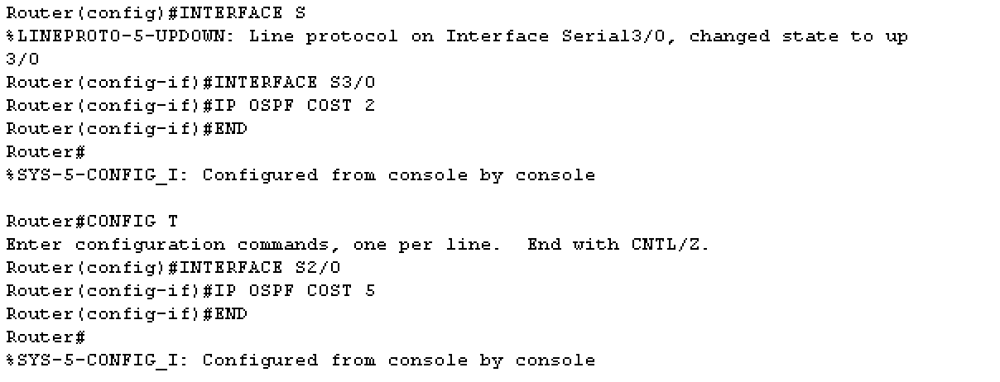 Router(config)#INTERFACE S
%LINEPROTO-5-UPDOWN: Line protocol on Interface Serial3/0, changed state to up
3/0
Router(config-if)#INTERFACE S3/0
Router(config-if)#IP OSPF COST 2
Router(config-if)#END
Router#
%SYS-5-CONFIG_I: Configured from console by console
Router#CONFIG T
Enter configuration commands, one per line.  End with CNTL/Z.
Router(config)#INTERFACE S2/0
Router(config-if)#IP OSPF COST 5
Router(config-if)#END
Router#
%SYS-5-CONFIG_I: Configured from console by console